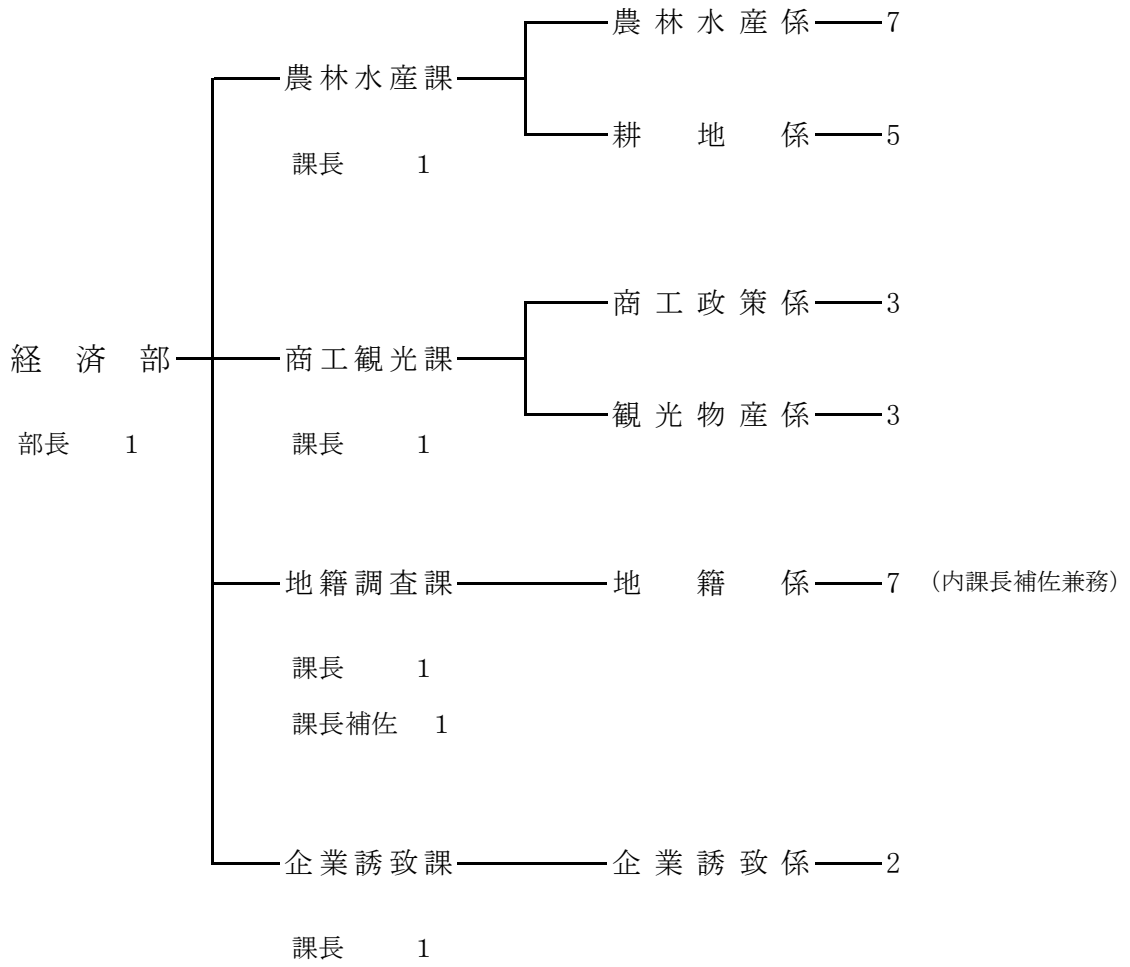 農林水産係 7
農林水産課
耕地係 5
課長 1
商工政策係 3
経済部 商工観光課
観光物産係 3
部長 1 課長 1
地籍調査課 地籍係 7 (内課長補佐兼務)
課長 1
課長補佐 1
企業誘致課 企業誘致係 2
課長 1